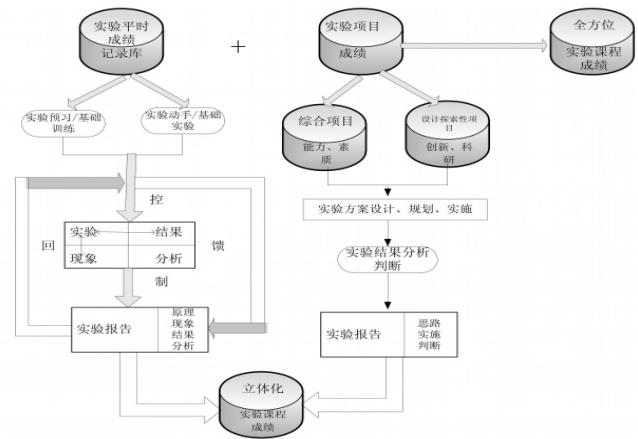 实验平时
成绩
记录库
+
实验项目
成绩
全方位
实验课程
成绩
实验预习/基础
训练
实验动手/基础
实验
综合项目
能力、素
质
设计探索性项
目
创新、科
研
控
实验方案设计、规划、实施
回
实验
结果
现象
分析
馈
实验结果分析
判断
制
实验报告
原理
现象
结果
分析
实验报告
思路
实施
判断
立体化
实验课程
成绩